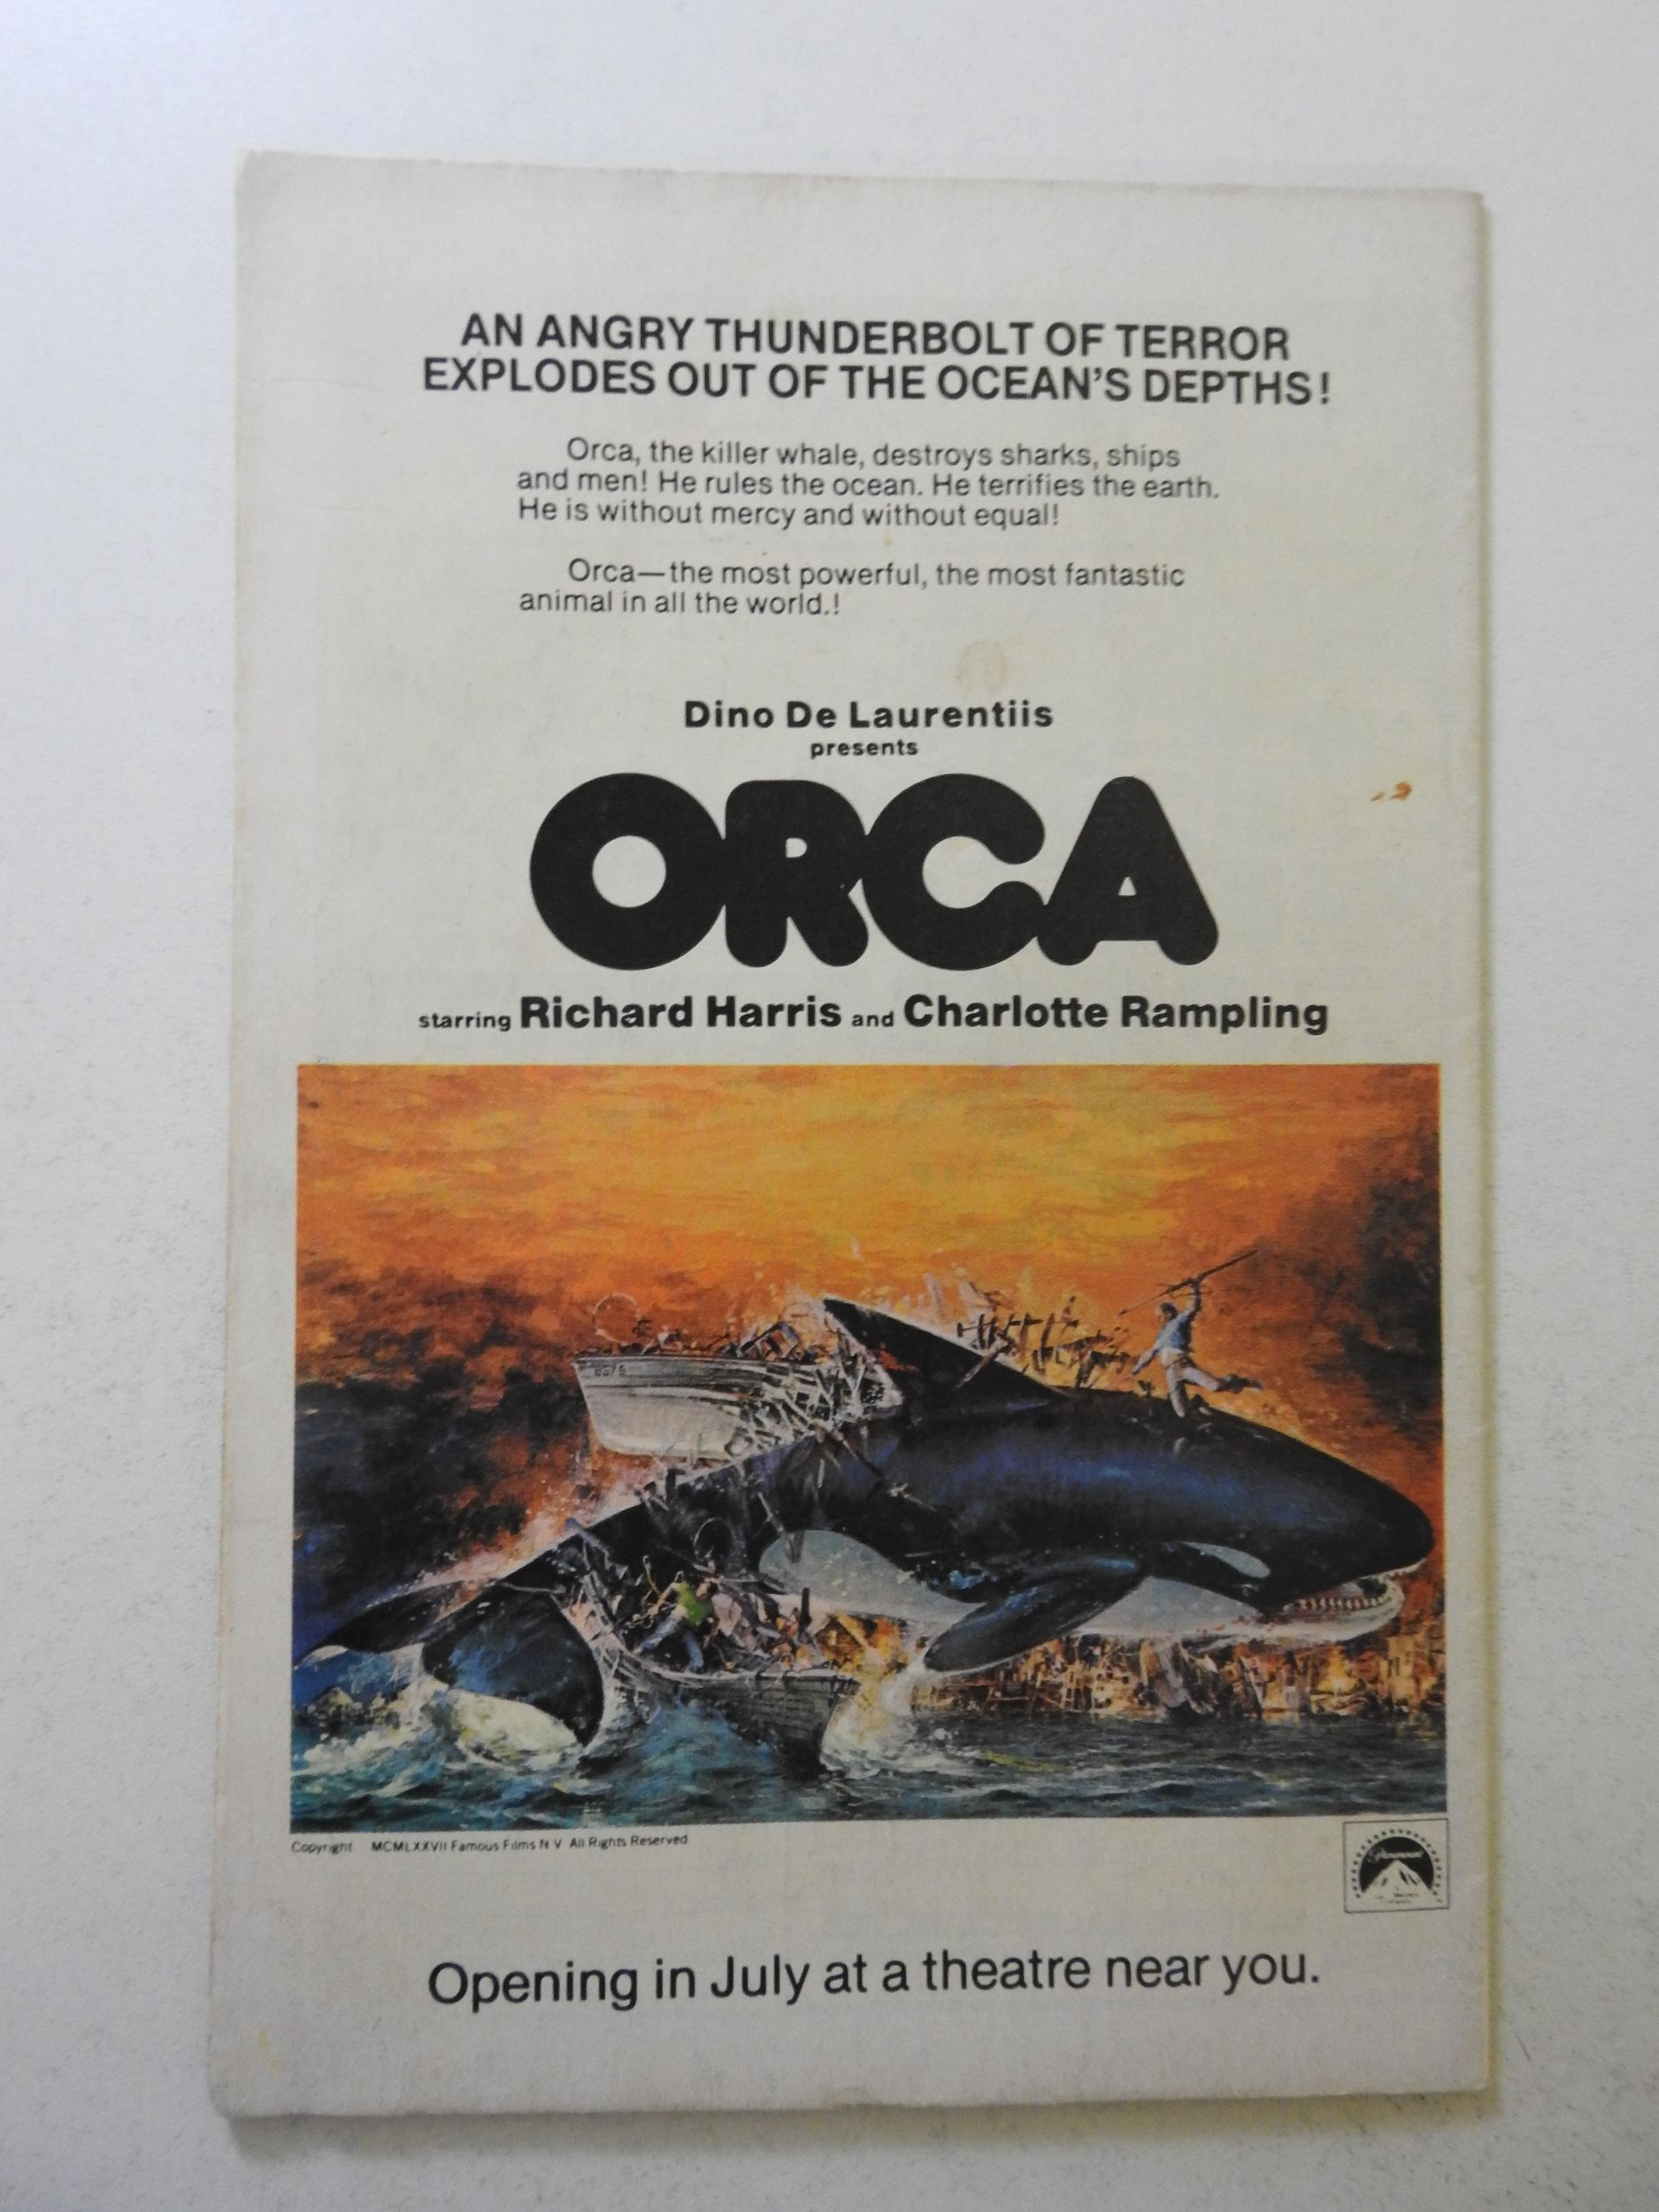 AN ANGRY THUNDERBOLT OF TERROR
EXPLODES OUT OF THE OCEAN'S DEPTHS!
Orca, the killer whale, destroys sharks, ships
and men! He rules the ocean. He terrifies the earth.
He is without mercy and without equal!
Orca—the most powerful, the most fantastic
animal in all the world.!
Dino De Laurentiis
presents
ORCA
starring Richard Harris and Charlotte Rampling
Copyright MCMLXXVII Famous Films N V All Rights Reserved
Paramount
Opening in July at a theatre near you.